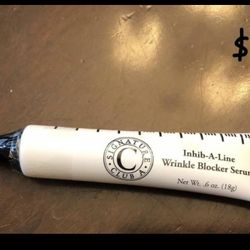 $
SIGNATURE
C
CLUB A
Inhib-A-Line
Wrinkle Blocker Serum
Net Wt. .6 oz. (18g)